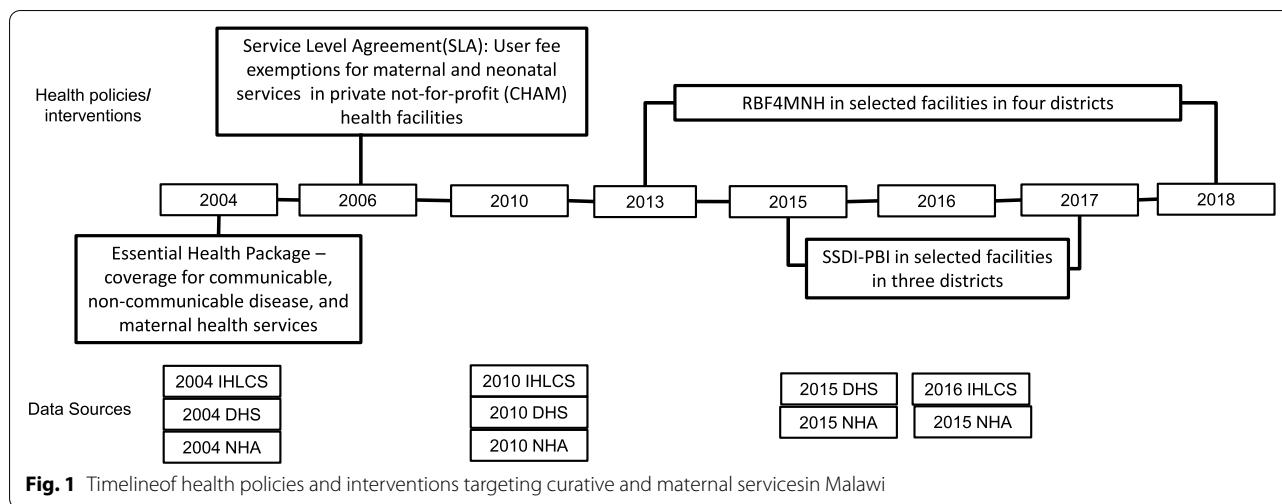 Service Level Agreement(SLA): User fee
exemptions for maternal and neonatal
services in private not-for-profit (CHAM)
health facilities
Health policies/
interventions
RBF4MNH in selected facilities in four districts
2004
2006
2010
2013
2015
2016
2017
2018
Essential Health Package –
coverage for communicable,
non-communicable disease, and
maternal health services
SSDI-PBI in selected facilities
in three districts
Data Sources
2004 IHLCS
2004 DHS
2004 NHA
2010 IHLCS
2010 DHS
2010 NHA
2015 DHS
2015 NHA
2016 IHLCS
2015 NHA
Fig. 1 Timelineof health policies and interventions targeting curative and maternal servicesin Malawi